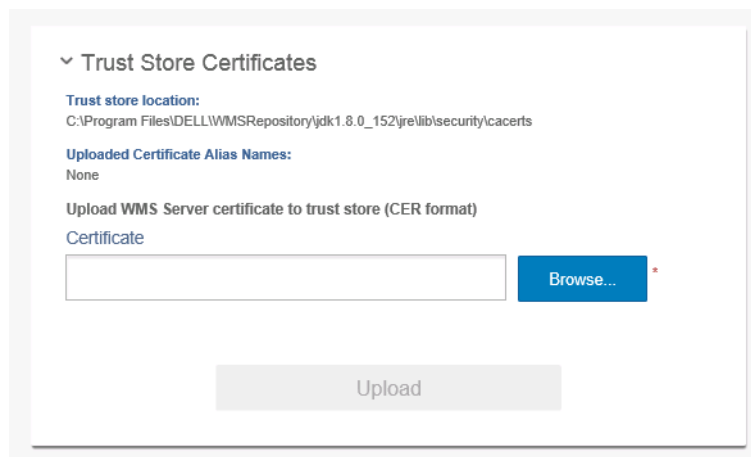 Trust Store Certificates
Trust store location:
C:\Program Files\DELL\WMSRepository\jdk1.8.0_152\jre\lib\security\cacerts
Uploaded Certificate Alias Names:
None
Upload WMS Server certificate to trust store (CER format)
Certificate
Browse... *
Upload